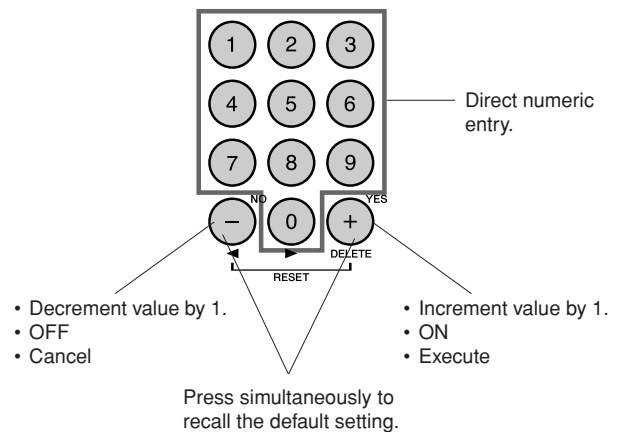 1 2 3
4 5 6
7 8 9
Direct numeric
entry.
NO YES
− 0 +
◄ ► DELETE
RESET
• Decrement value by 1.
• OFF
• Cancel
• Increment value by 1.
• ON
• Execute
Press simultaneously to
recall the default setting.